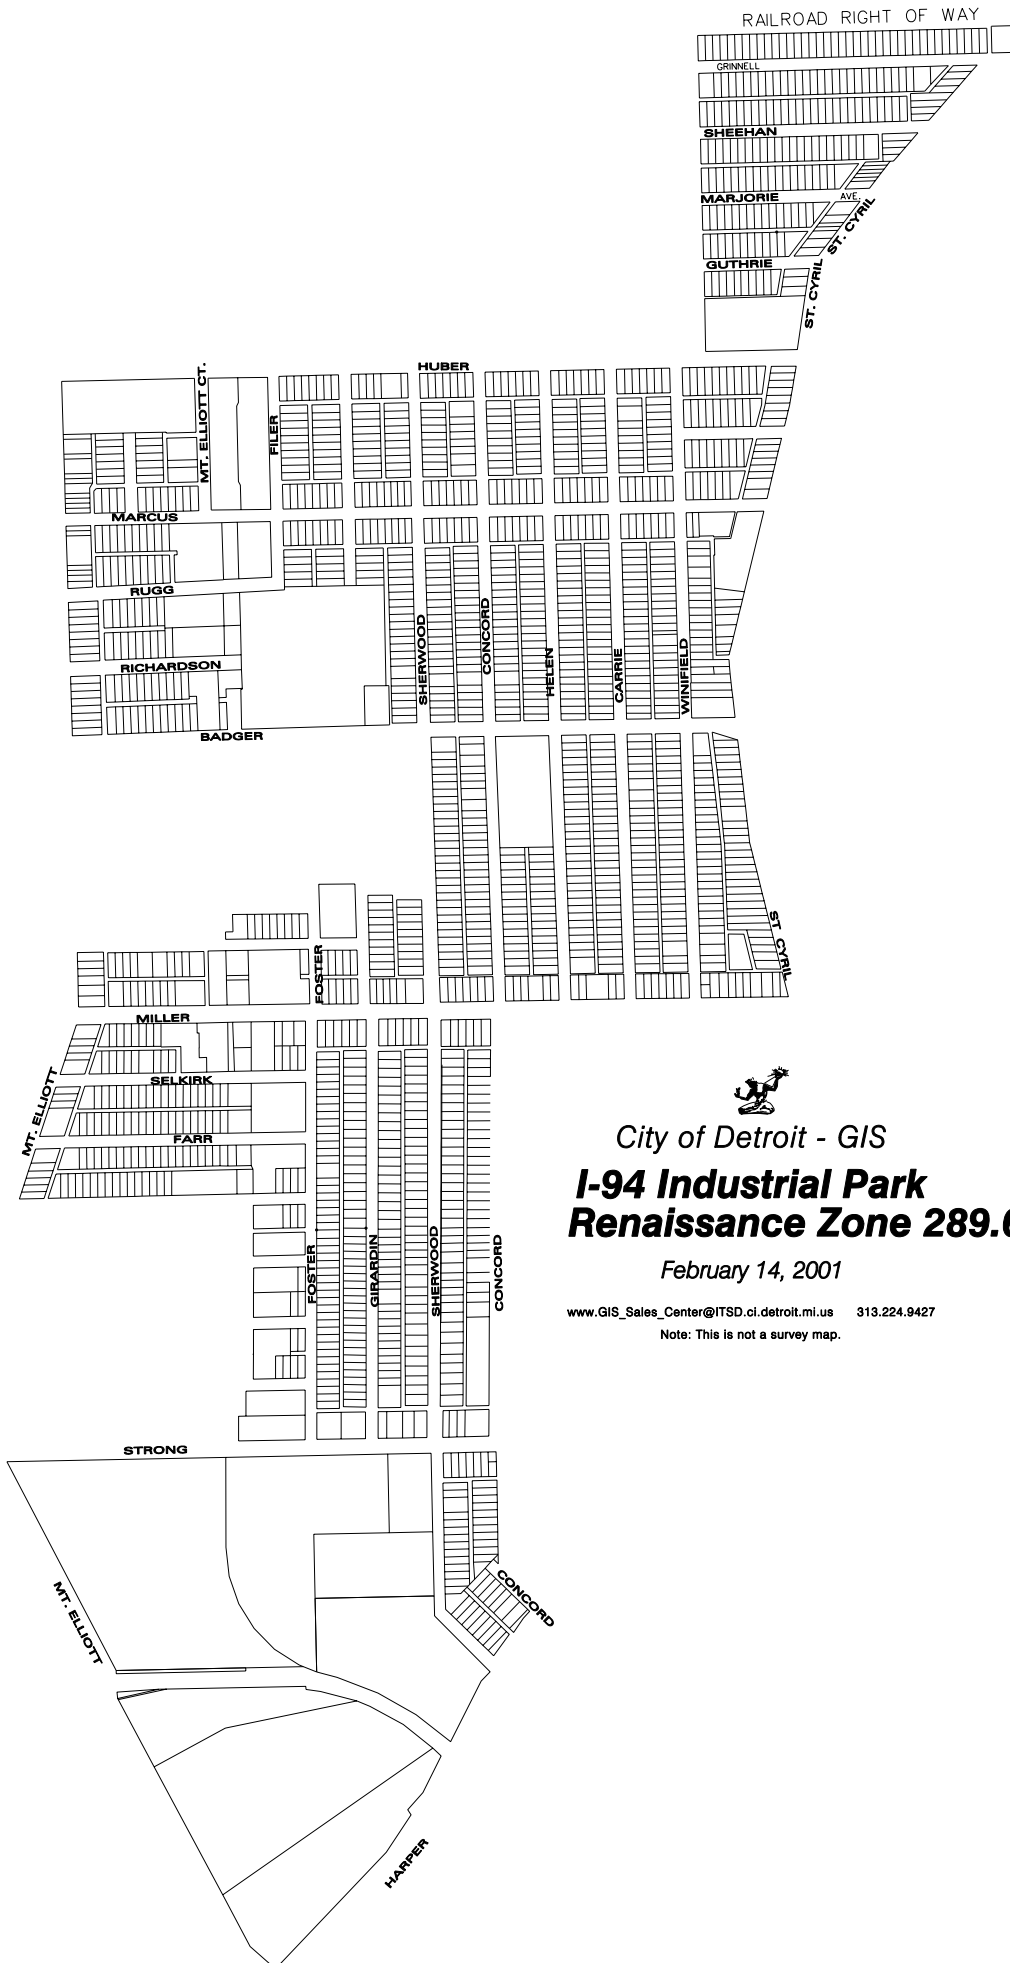 RAILROAD RIGHT OF WAY
GRINNELL
SHEEHAN
MARJORIE
AVE.
ST. CYRIL
GUTHRIE
ST. CYRIL
HUBER
MT. ELLIOTT CT.
FILER
MARCUS
RUGG
SHERWOOD
CONCORD
HELEN
CARRIE
WINIFIELD
RICHARDSON
BADGER
ST CYRIL
FOSTER
MILLER
MT. ELLIOTT
SELKIRK
FARR
City of Detroit - GIS
I-94 Industrial Park
Renaissance Zone 289.
FOSTER
GIRARDIN
SHERWOOD
CONCORD
February 14, 2001
www.GIS_Sales_Center@ITSD.ci.detroit.mi.us 313.224.9427
Note: This is not a survey map.
STRONG
MT. ELLIOTT
CONCORD
HARPER